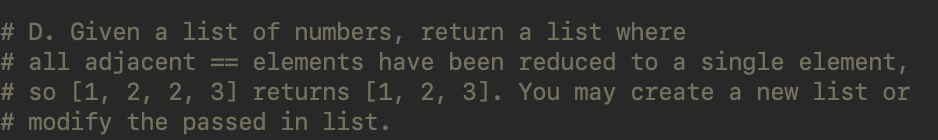 # D. Given a list of numbers, return a list where
# all adjacent == elements have been reduced to a single element,
# so [1, 2, 2, 3] returns [1, 2, 3]. You may create a new list or
# modify the passed in list.